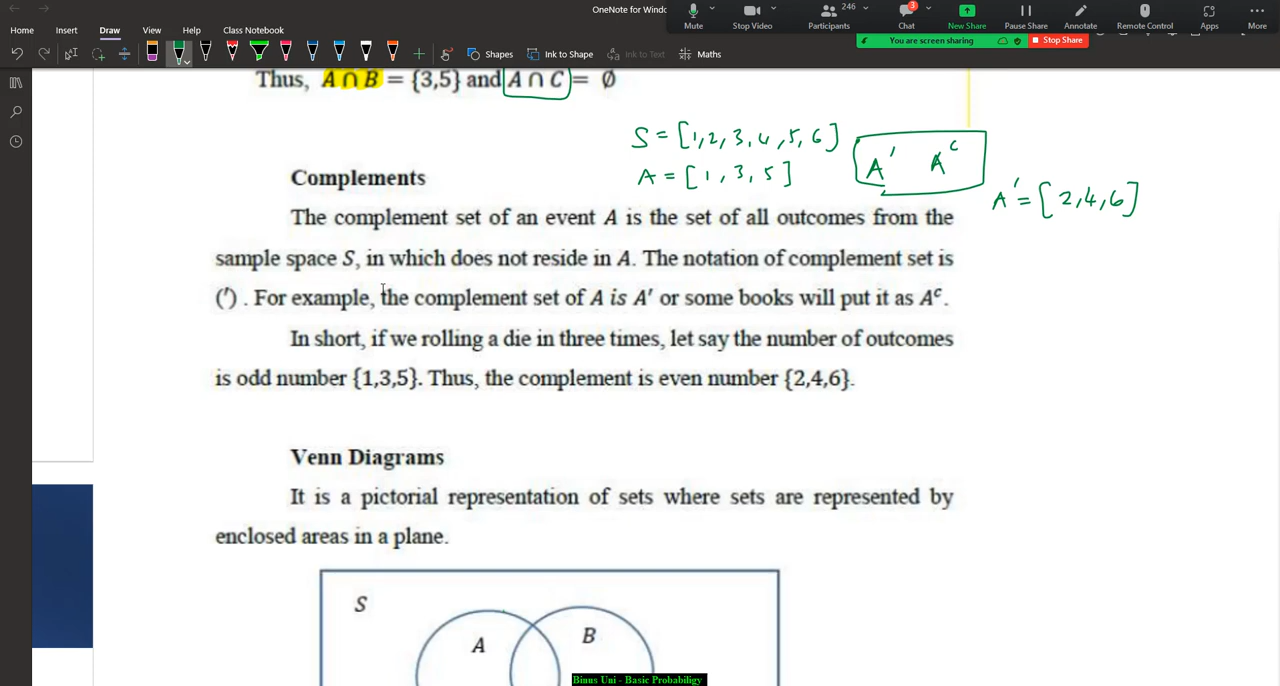 OneNote for Windo
246
3
Mute
Stop Video
Participants
Chat
New Share
Pause Share
Annotate
Remote Control
Apps
More
You are screen sharing
Stop Share
Home
Insert
Draw
View
Help
Class Notebook
Shapes
Ink to Shape
Ink to Text
Maths
Thus, A ∩ B = {3,5} and A ∩ C = ∅
S = [1, 2, 3, 4, 5, 6]
A = [1, 3, 5]
A′ Aᶜ
A′ = [2, 4, 6]
Complements
The complement set of an event A is the set of all outcomes from the
sample space S, in which does not reside in A. The notation of complement set is
(′) . For example, the complement set of A is A′ or some books will put it as Aᶜ.
In short, if we rolling a die in three times, let say the number of outcomes
is odd number {1,3,5}. Thus, the complement is even number {2,4,6}.
Venn Diagrams
It is a pictorial representation of sets where sets are represented by
enclosed areas in a plane.
S
A
B
Binus Uni - Basic Probabiligy